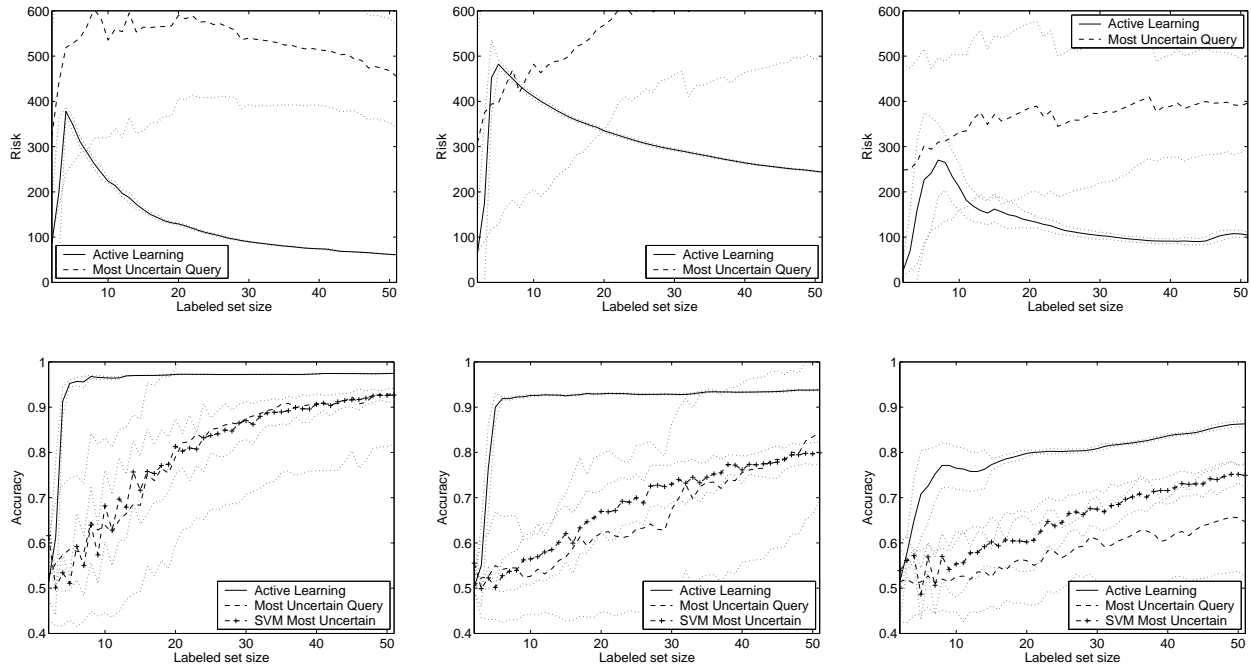 600
500
400
300
200
100
0
Risk
10 20 30 40 50
Labeled set size
Active Learning
Most Uncertain Query
600
500
400
300
200
100
0
Risk
10 20 30 40 50
Labeled set size
Active Learning
Most Uncertain Query
600
500
400
300
200
100
0
Risk
10 20 30 40 50
Labeled set size
Active Learning
Most Uncertain Query
1
0.9
0.8
0.7
0.6
0.5
0.4
Accuracy
10 20 30 40 50
Labeled set size
Active Learning
Most Uncertain Query
SVM Most Uncertain
1
0.9
0.8
0.7
0.6
0.5
0.4
Accuracy
10 20 30 40 50
Labeled set size
Active Learning
Most Uncertain Query
SVM Most Uncertain
1
0.9
0.8
0.7
0.6
0.5
0.4
Accuracy
10 20 30 40 50
Labeled set size
Active Learning
Most Uncertain Query
SVM Most Uncertain